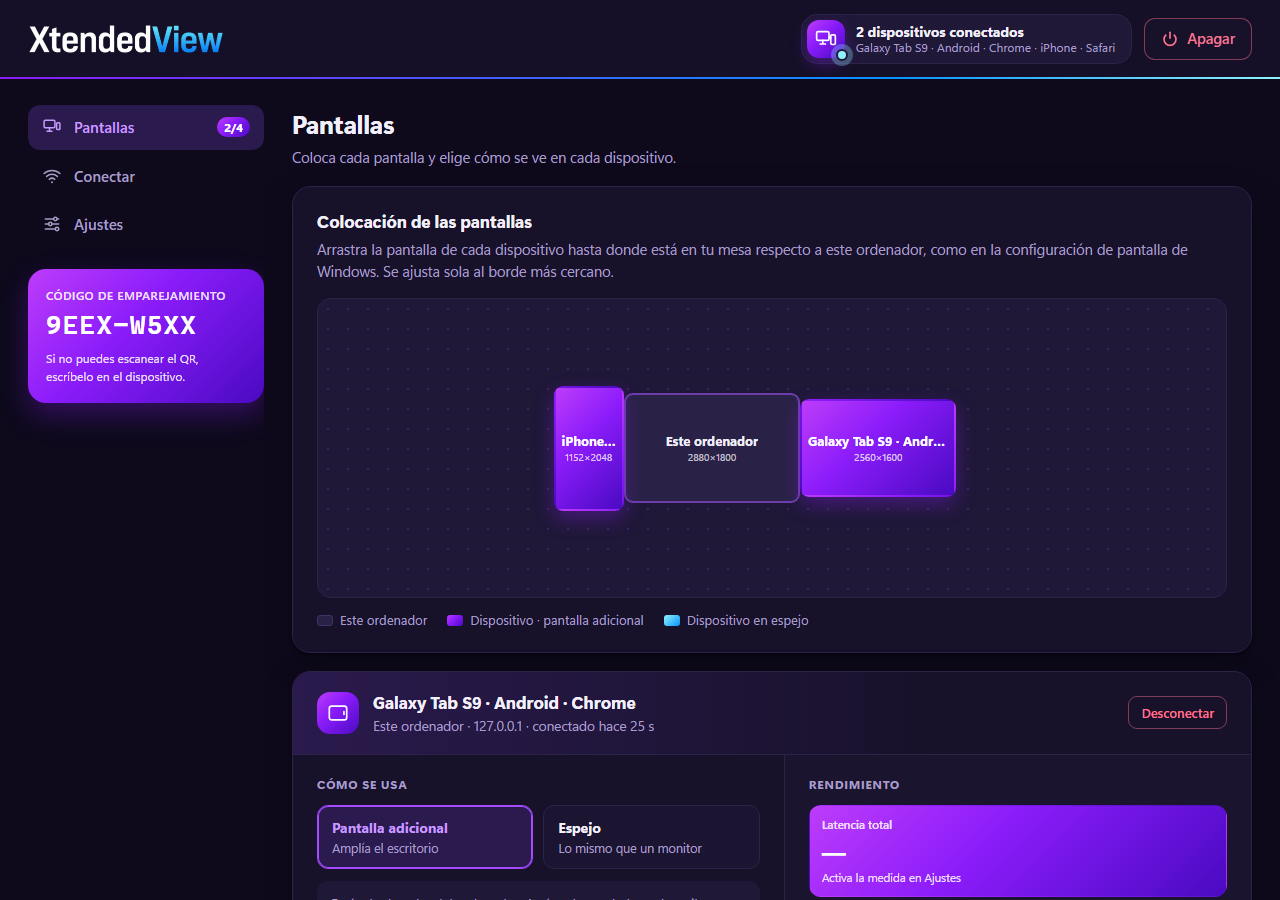 XtendedView
2 dispositivos conectados
Galaxy Tab S9 · Android · Chrome · iPhone · Safari
Apagar
Pantallas
2/4
Conectar
Ajustes
CÓDIGO DE EMPAREJAMIENTO
9EEX-W5XX
Si no puedes escanear el QR,
escríbelo en el dispositivo.
Pantallas
Coloca cada pantalla y elige cómo se ve en cada dispositivo.
Colocación de las pantallas
Arrastra la pantalla de cada dispositivo hasta donde está en tu mesa respecto a este ordenador, como en la configuración de pantalla de
Windows. Se ajusta sola al borde más cercano.
iPhone...
1152×2048
Este ordenador
2880×1800
Galaxy Tab S9 · Andr...
2560×1600
Este ordenador
Dispositivo · pantalla adicional
Dispositivo en espejo
Galaxy Tab S9 · Android · Chrome
Este ordenador · 127.0.0.1 · conectado hace 25 s
Desconectar
CÓMO SE USA
Pantalla adicional
Amplía el escritorio
Espejo
Lo mismo que un monitor
RENDIMIENTO
Latencia total
—
Activa la medida en Ajustes